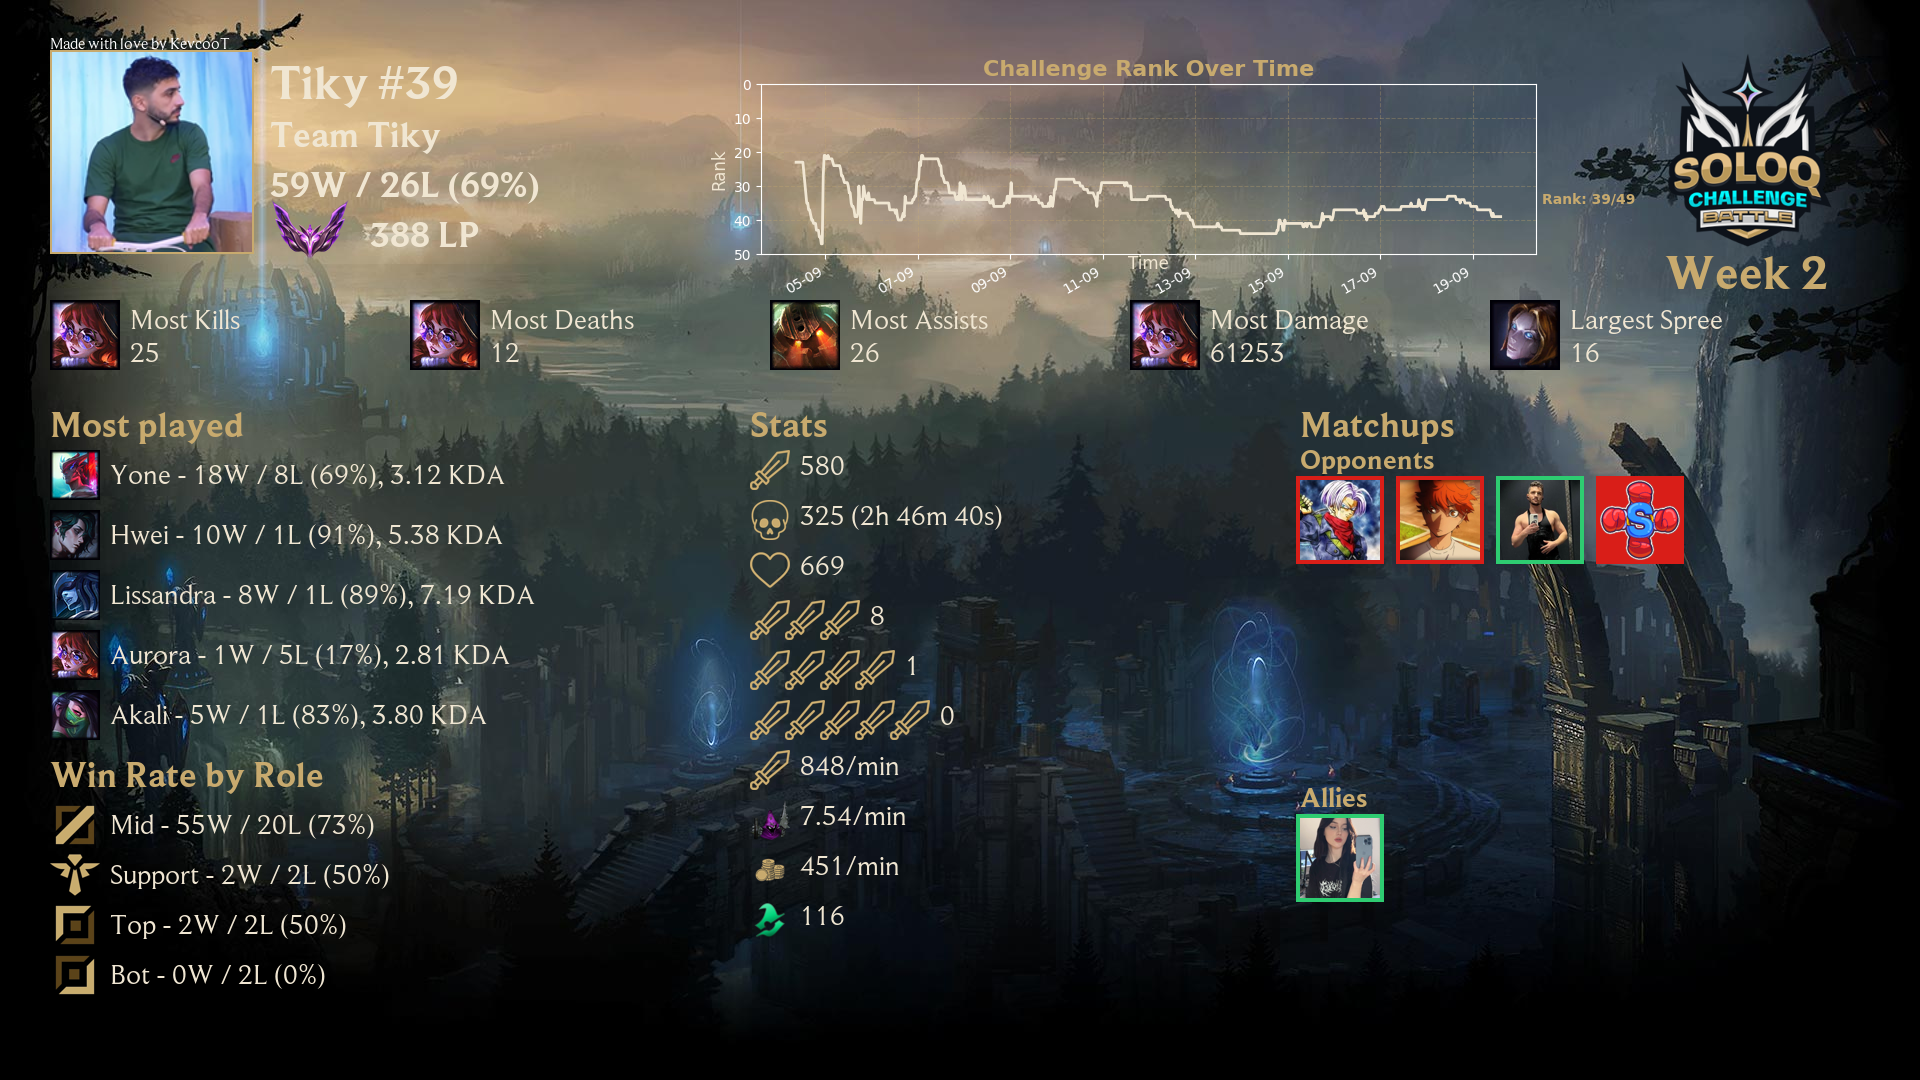 Made with love by KevcooT
Tiky #39
Team Tiky
59W / 26L (69%)
388 LP
Challenge Rank Over Time
Rank
0
10
20
30
40
50
05-09
07-09
09-09
11-09
13-09
15-09
17-09
19-09
Time
Rank: 39/49
SOLOQ
CHALLENGE
BATTLE
Week 2
Most Kills
25
Most Deaths
12
Most Assists
26
Most Damage
61253
Largest Spree
16
Most played
Yone - 18W / 8L (69%), 3.12 KDA
Hwei - 10W / 1L (91%), 5.38 KDA
Lissandra - 8W / 1L (89%), 7.19 KDA
Aurora - 1W / 5L (17%), 2.81 KDA
Akali - 5W / 1L (83%), 3.80 KDA
Win Rate by Role
Mid - 55W / 20L (73%)
Support - 2W / 2L (50%)
Top - 2W / 2L (50%)
Bot - 0W / 2L (0%)
Stats
580
325 (2h 46m 40s)
669
8
1
0
848/min
7.54/min
451/min
116
Matchups
Opponents
S
Allies